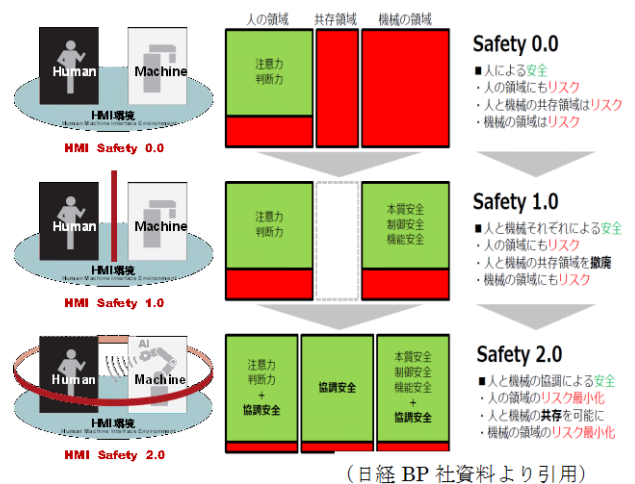 人の領域 共存領域 機械の領域
Human Machine
HMI環境
Human Machine Interface Environment
HMI Safety 0.0
注意力
判断力
Safety 0.0
■人による安全
・人の領域にもリスク
・人と機械の共存領域はリスク
・機械の領域はリスク
Human Machine
HMI環境
Human Machine Interface Environment
HMI Safety 1.0
注意力
判断力
本質安全
制御安全
機能安全
Safety 1.0
■人と機械それぞれによる安全
・人の領域にもリスク
・人と機械の共存領域を撤廃
・機械の領域にもリスク
AI
Human Machine
HMI環境
Human Machine Interface Environment
HMI Safety 2.0
注意力
判断力
+
協調安全
協調安全
本質安全
制御安全
機能安全
+
協調安全
Safety 2.0
■人と機械の協調による安全
・人の領域のリスク最小化
・人と機械の共存を可能に
・機械の領域のリスク最小化
(日経 BP 社資料より引用)